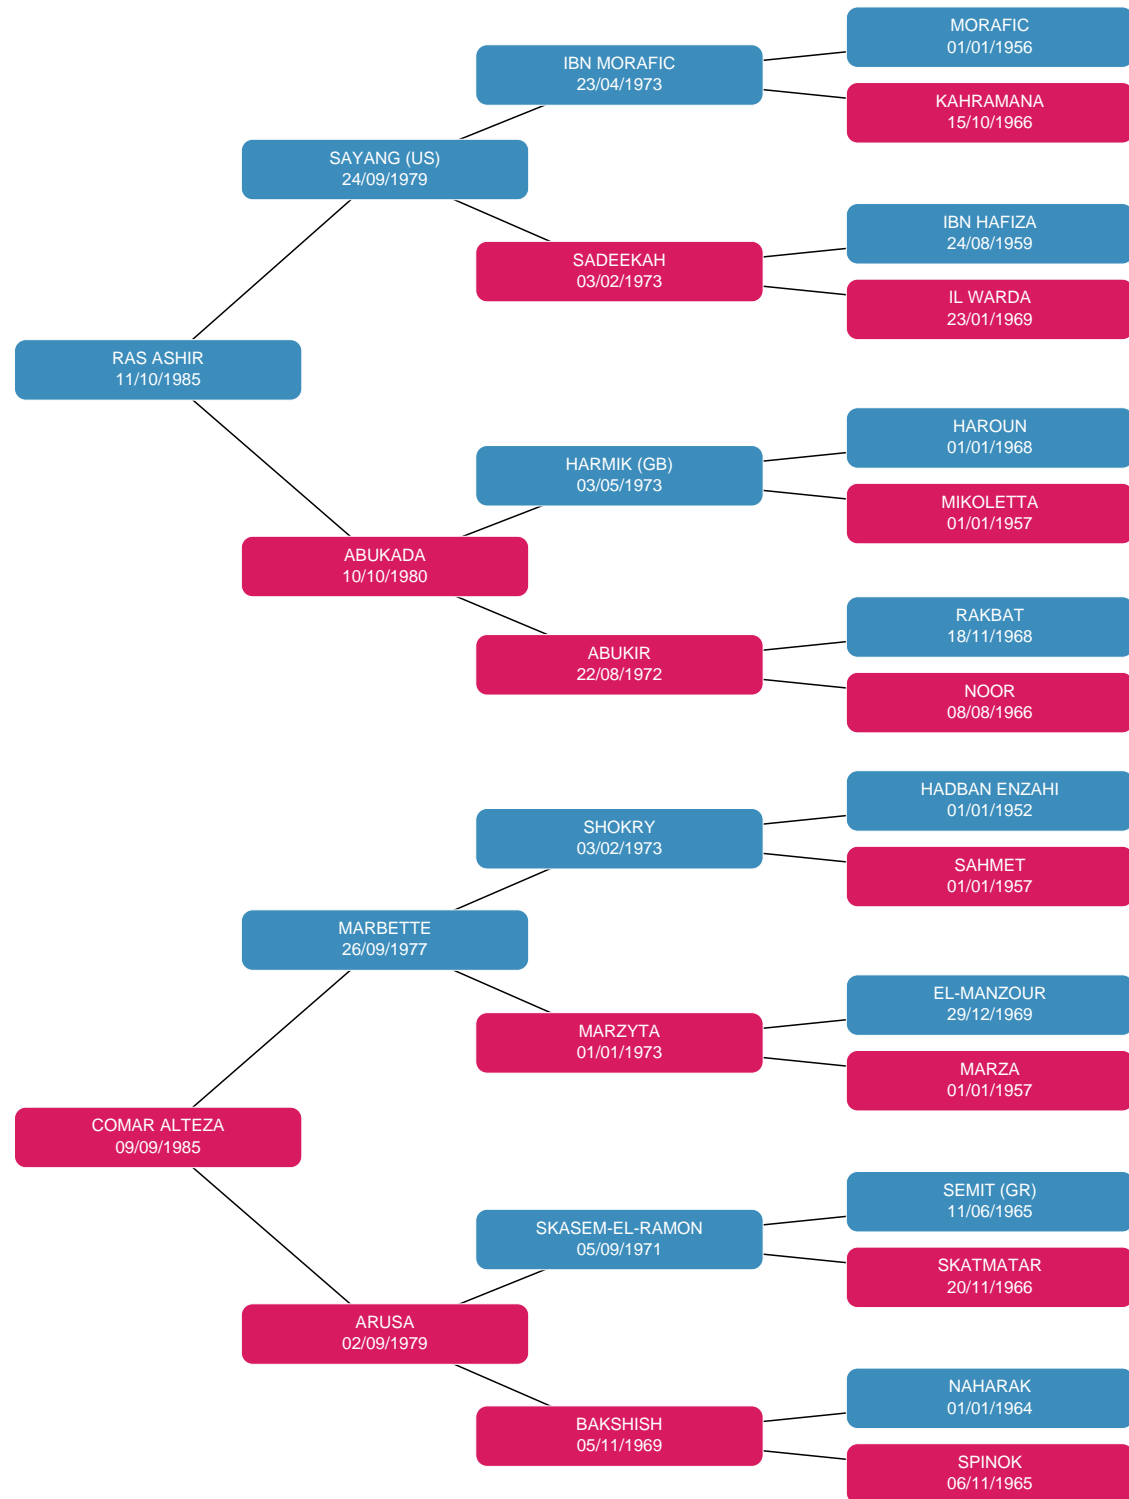 MORAFIC
01/01/1956
IBN MORAFIC
23/04/1973
KAHRAMANA
15/10/1966
SAYANG (US)
24/09/1979
IBN HAFIZA
24/08/1959
SADEEKAH
03/02/1973
IL WARDA
23/01/1969
RAS ASHIR
11/10/1985
HAROUN
01/01/1968
HARMIK (GB)
03/05/1973
MIKOLETTA
01/01/1957
ABUKADA
10/10/1980
RAKBAT
18/11/1968
ABUKIR
22/08/1972
NOOR
08/08/1966
HADBAN ENZAHI
01/01/1952
SHOKRY
03/02/1973
SAHMET
01/01/1957
MARBETTE
26/09/1977
EL-MANZOUR
29/12/1969
MARZYTA
01/01/1973
MARZA
01/01/1957
COMAR ALTEZA
09/09/1985
SEMIT (GR)
11/06/1965
SKASEM-EL-RAMON
05/09/1971
SKATMATAR
20/11/1966
ARUSA
02/09/1979
NAHARAK
01/01/1964
BAKSHISH
05/11/1969
SPINOK
06/11/1965